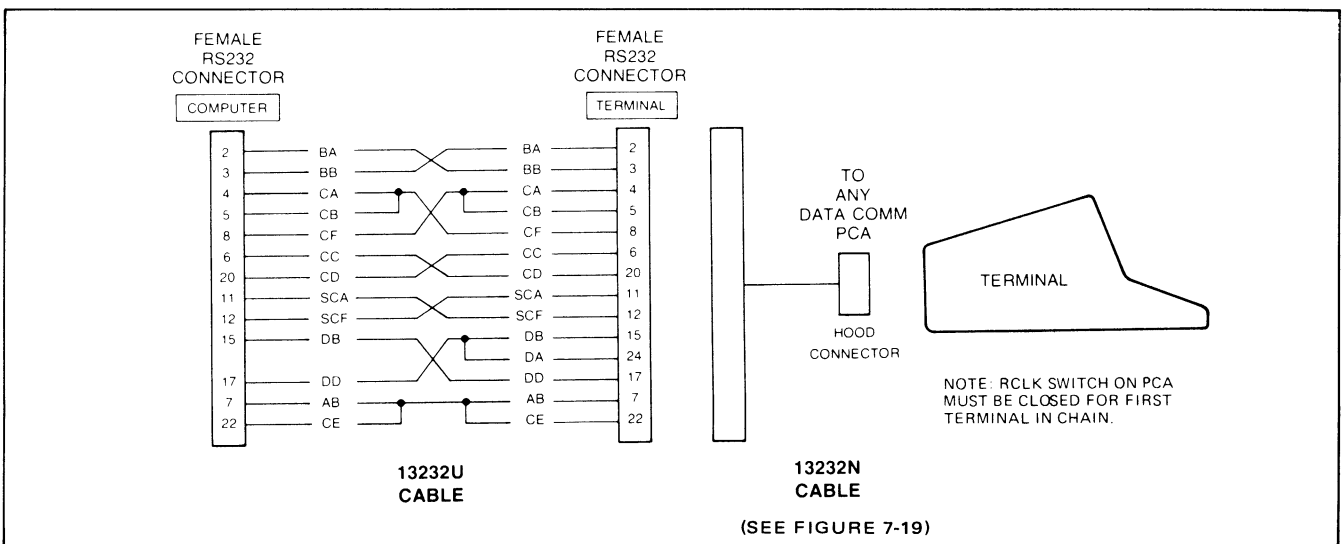 FEMALE
RS232
CONNECTOR
COMPUTER
FEMALE
RS232
CONNECTOR
TERMINAL
2 BA BA 2
3 BB BB 3
4 CA CA 4
5 CB CB 5
8 CF CF 8
6 CC CC 6
20 CD CD 20
11 SCA SCA 11
12 SCF SCF 12
15 DB DB 15
DA 24
17 DD DD 17
7 AB AB 7
22 CE CE 22
13232U
CABLE
TO
ANY
DATA COMM
PCA
HOOD
CONNECTOR
TERMINAL
NOTE: RCLK SWITCH ON PCA
MUST BE CLOSED FOR FIRST
TERMINAL IN CHAIN.
13232N
CABLE
(SEE FIGURE 7-19)